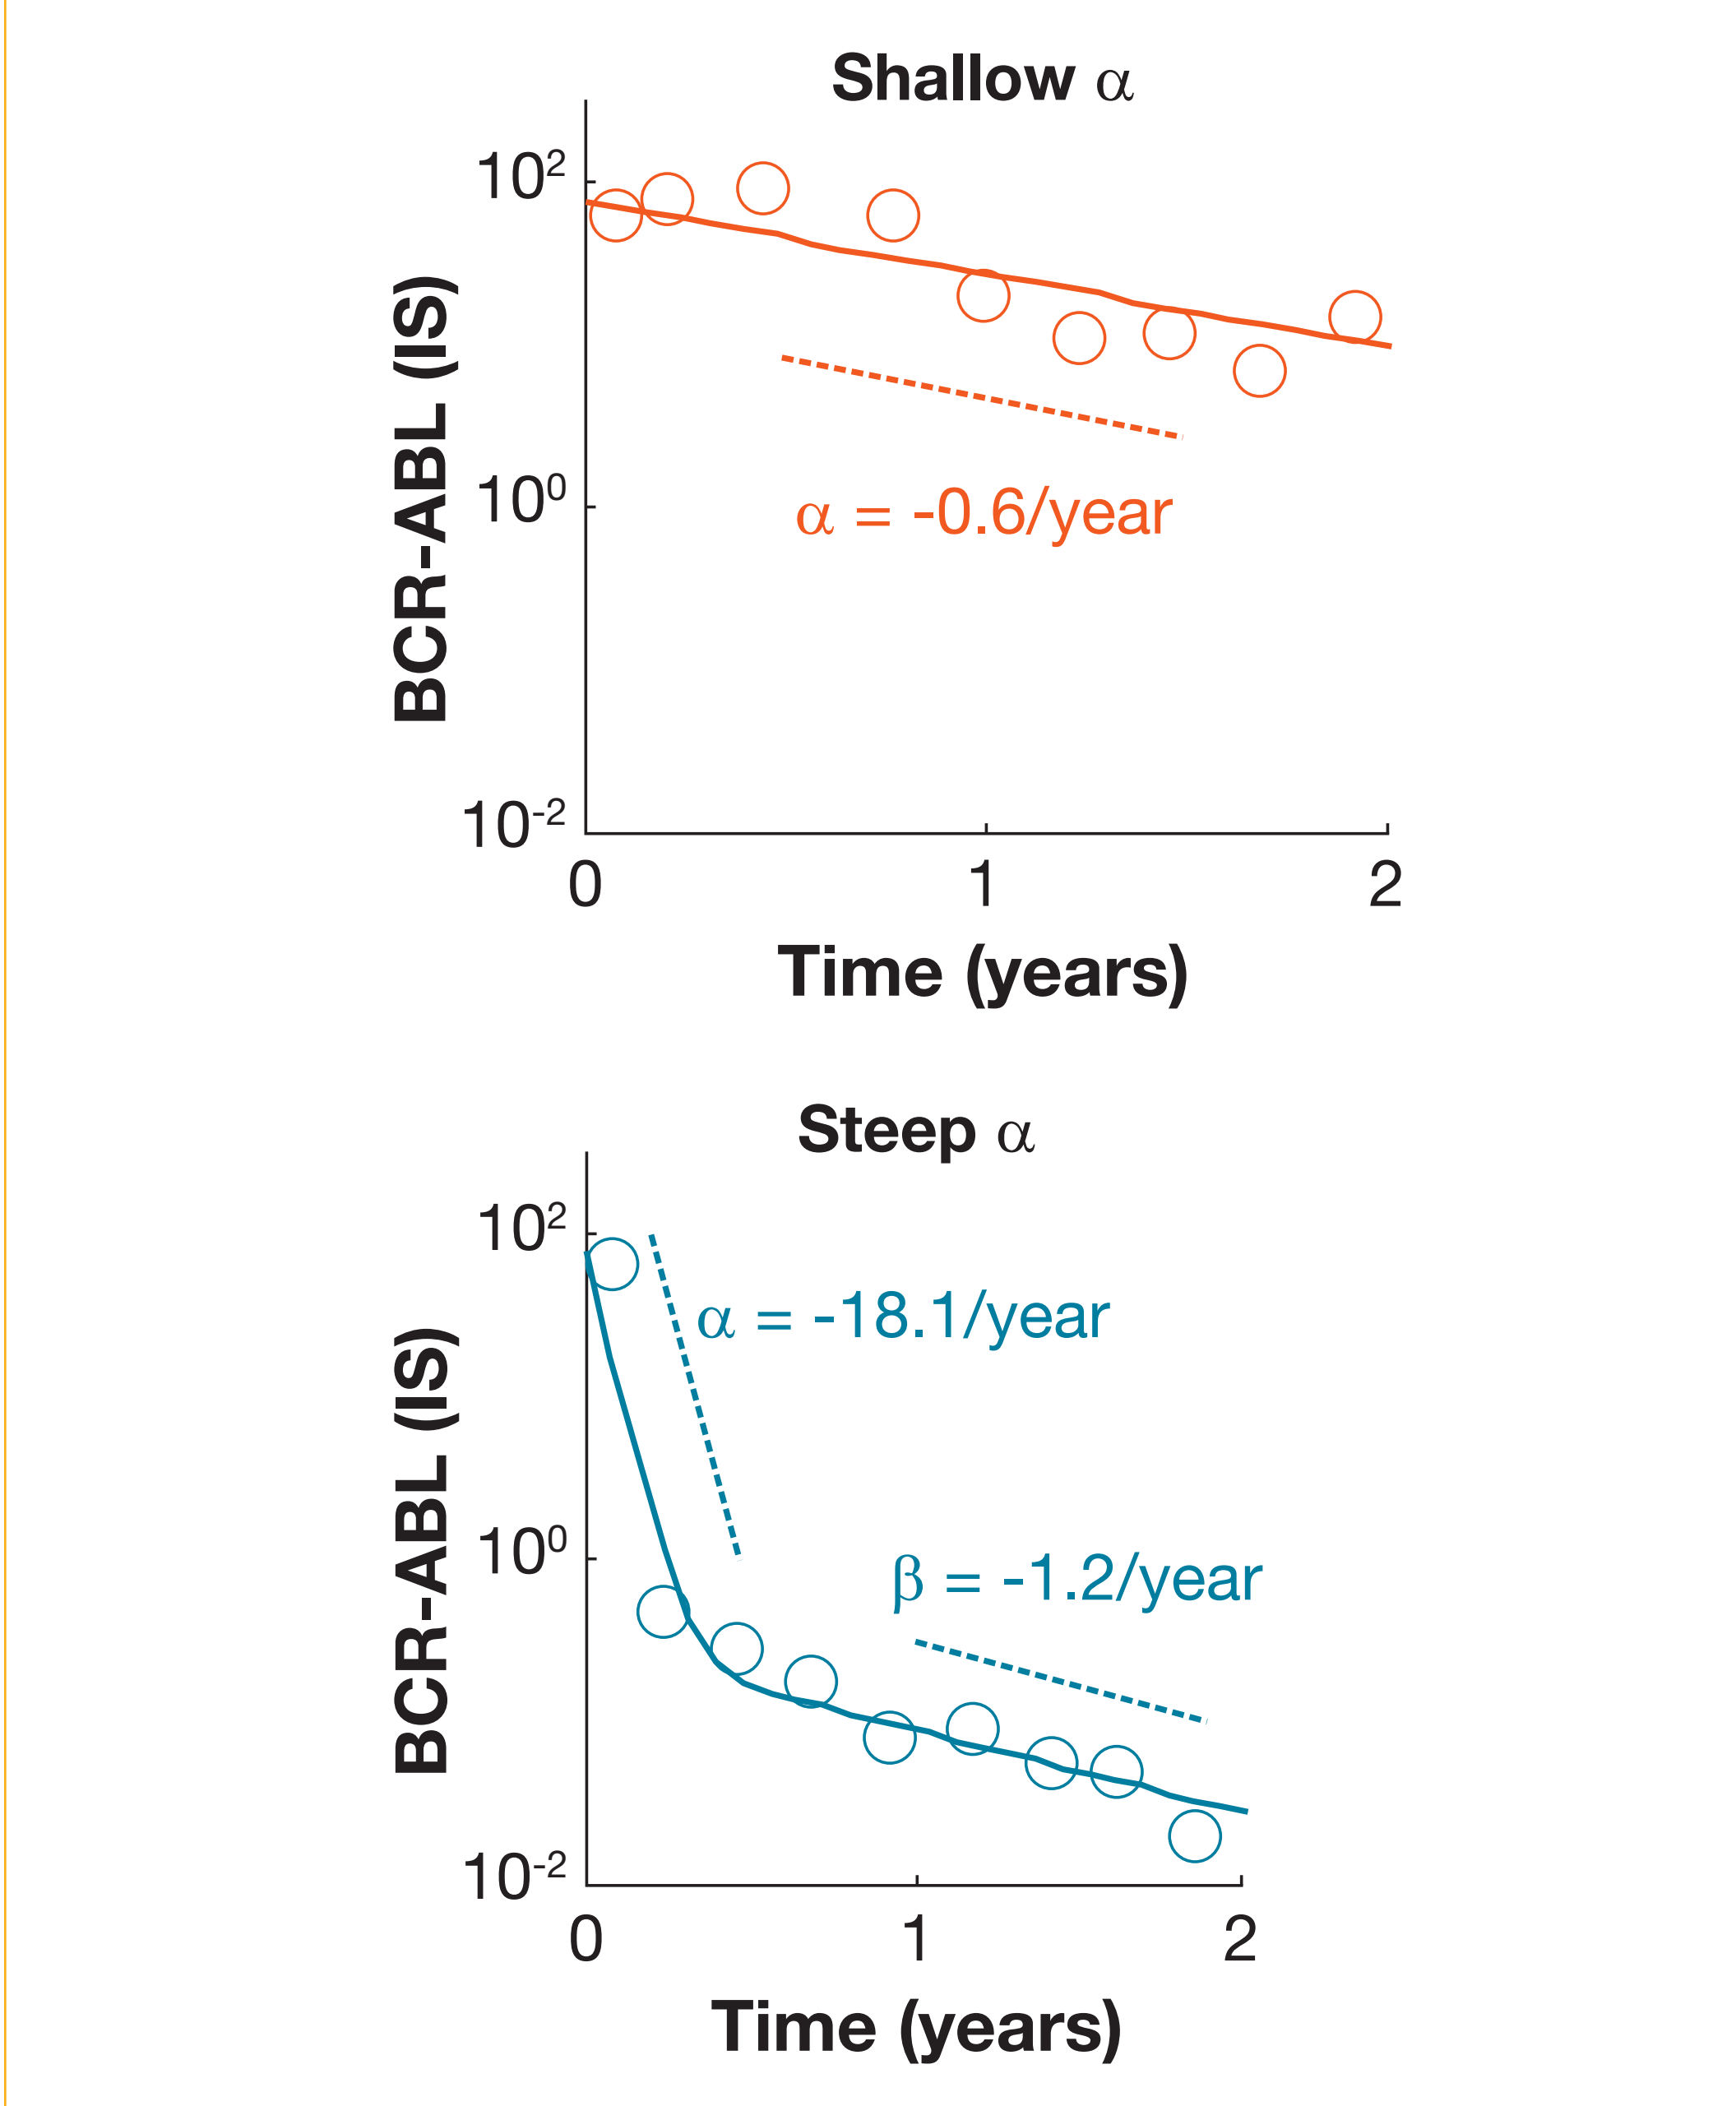 Shallow α
10²
10⁰
10⁻²
BCR-ABL (IS)
α = -0.6/year
0 1 2
Time (years)
Steep α
10²
10⁰
10⁻²
BCR-ABL (IS)
α = -18.1/year
β = -1.2/year
0 1 2
Time (years)